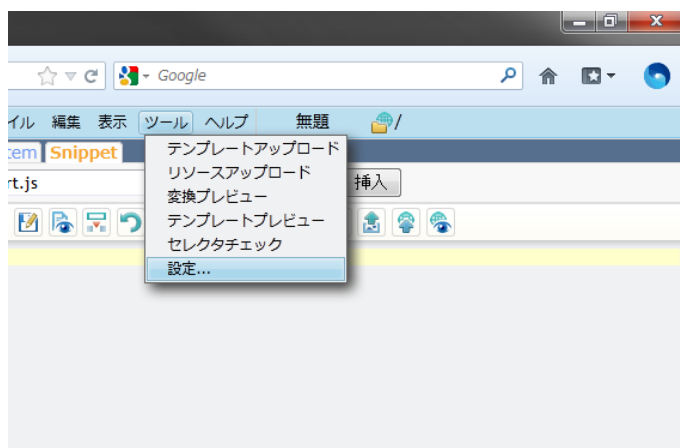 Google
イル 編集 表示 ツール ヘルプ 無題 /
tem Snippet
rt.js 挿入
テンプレートアップロード
リソースアップロード
変換プレビュー
テンプレートプレビュー
セレクタチェック
設定...